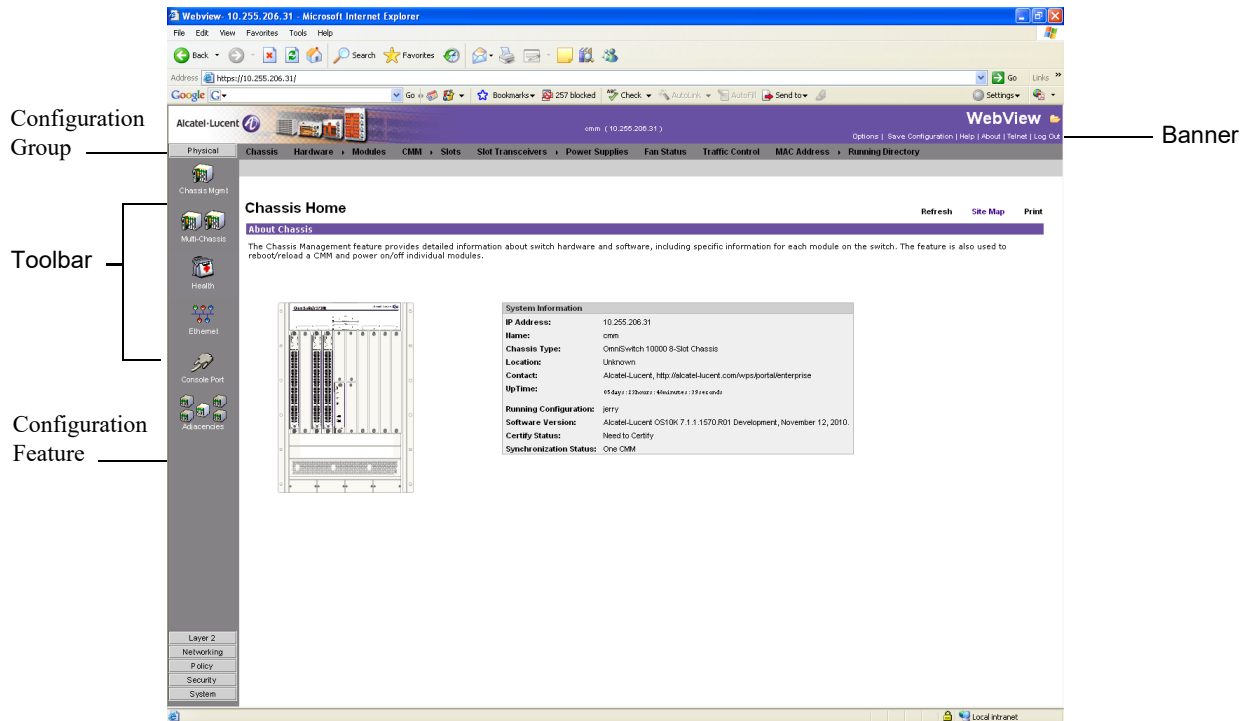 Webview- 10.255.206.31 - Microsoft Internet Explorer
File Edit View Favorites Tools Help
Back Search Favorites
Address https://10.255.206.31/ Go Links »
Google G Go Bookmarks 257 blocked Check AutoLink AutoFill Send to Settings
Alcatel-Lucent cmm ( 10.255.206.31 ) WebView
Options | Save Configuration | Help | About | Telnet | Log Out
Configuration
Group
Banner
Physical Chassis Hardware Modules CMM Slots Slot Transceivers Power Supplies Fan Status Traffic Control MAC Address Running Directory
Chassis Mgmt
Multi-Chassis
Health
Ethernet
Console Port
Adjacencies
Toolbar
Configuration
Feature
Chassis Home
Refresh Site Map Print
About Chassis
The Chassis Management feature provides detailed information about switch hardware and software, including specific information for each module on the switch. The feature is also used to
reboot/reload a CMM and power on/off individual modules.
System Information
IP Address: 10.255.206.31
Name: cmm
Chassis Type: OmniSwitch 10000 8-Slot Chassis
Location: Unknown
Contact: Alcatel-Lucent, http://alcatel-lucent.com/wps/portal/enterprise
UpTime:
Running Configuration: jerry
Software Version: Alcatel-Lucent OS10K 7.1.1.1570.R01 Development, November 12, 2010.
Certify Status: Need to Certify
Synchronization Status: One CMM
Layer 2
Networking
Policy
Security
System
Local intranet